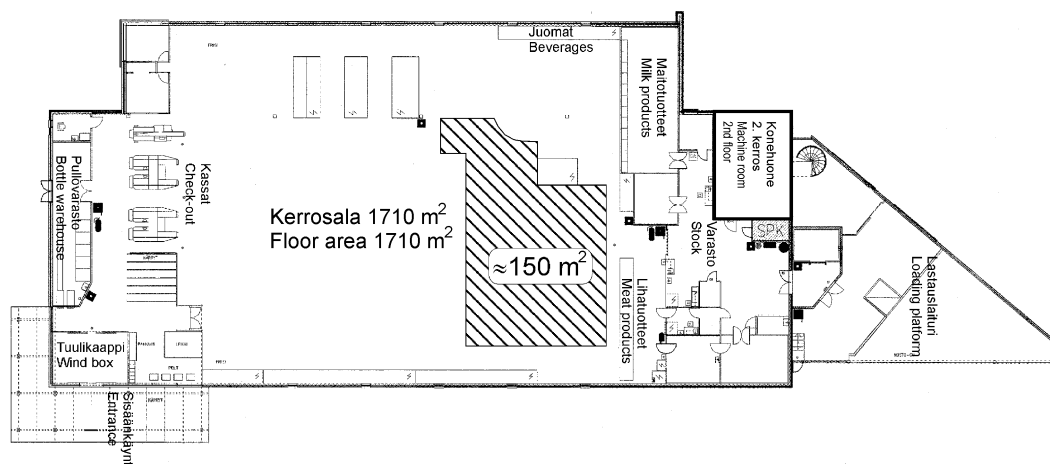 Juomat
Beverages
Maitotuotteet
Milk products
Konehuone
2. kerros
Machine room
2nd floor
Kassat
Check-out
Pullovarasto
Bottle warehouse
Kerrosala 1710 m²
Floor area 1710 m²
≈150 m²
Varasto
Stock
SPK
Lihatuotteet
Meat products
Lastauslaituri
Loading platform
Tuulikaappi
Wind box
Sisäänkäynt
Entrance